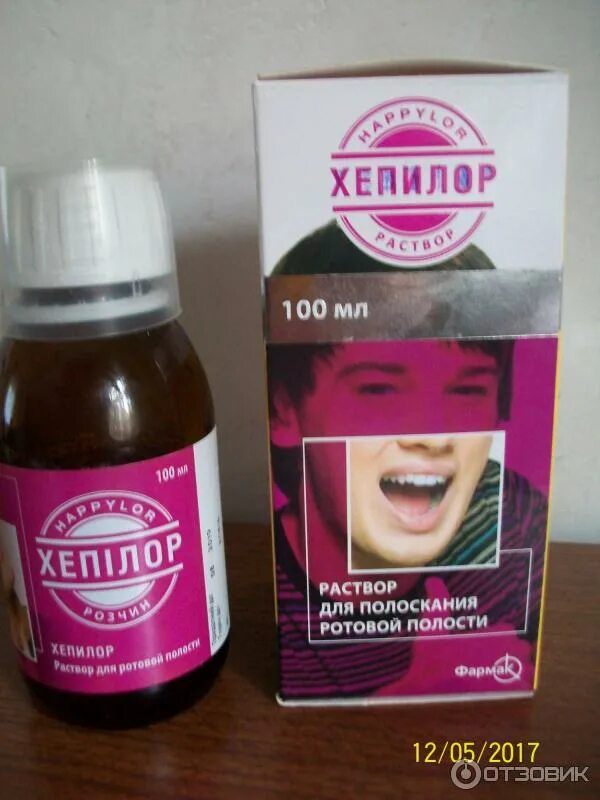 HAPPYLOR
ХЕПИЛОР
РАСТВОР
100 мл
РАСТВОР
ДЛЯ ПОЛОСКАНИЯ
РОТОВОЙ ПОЛОСТИ
Фармак
100 мл
HAPPYLOR
ХЕПІЛОР
РОЗЧИН
ХЕПИЛОР
Раствор для ротовой полости
12/05/2017
ОТЗОВИК